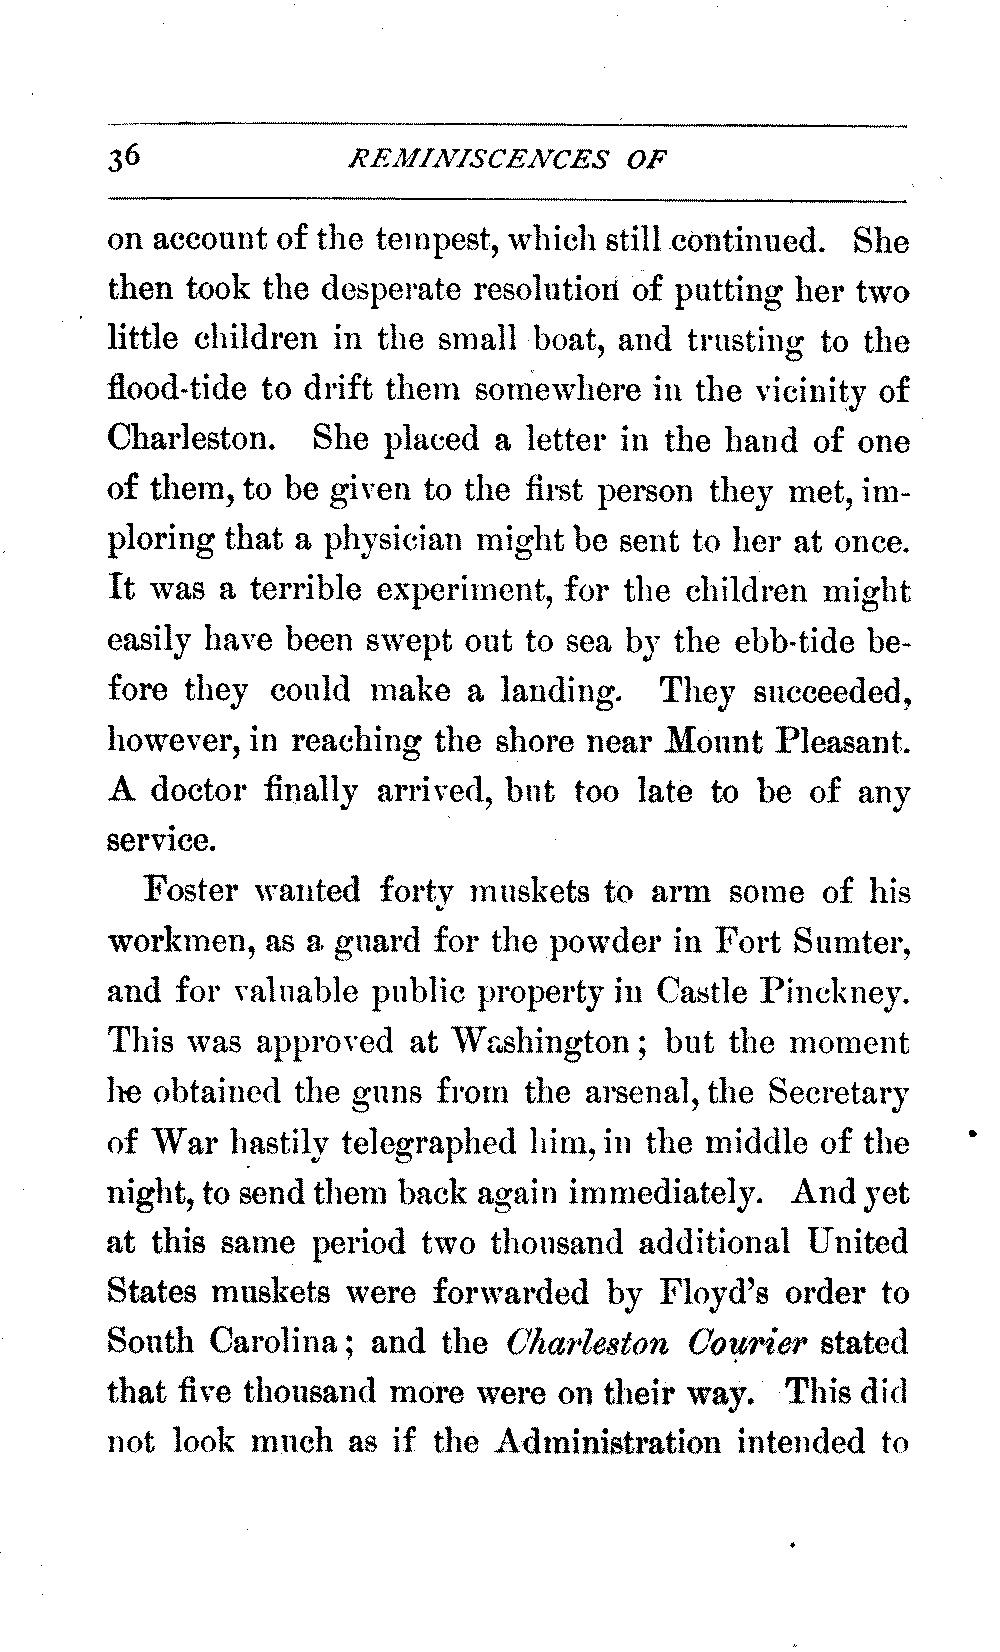 36 REMINISCENCES OF
on account of the tempest, which still continued. She
then took the desperate resolution of putting her two
little children in the small boat, and trusting to the
flood-tide to drift them somewhere in the vicinity of
Charleston. She placed a letter in the hand of one
of them, to be given to the first person they met, im-
ploring that a physician might be sent to her at once.
It was a terrible experiment, for the children might
easily have been swept out to sea by the ebb-tide be-
fore they could make a landing. They succeeded,
however, in reaching the shore near Mount Pleasant.
A doctor finally arrived, but too late to be of any
service.
Foster wanted forty muskets to arm some of his
workmen, as a guard for the powder in Fort Sumter,
and for valuable public property in Castle Pinckney.
This was approved at Washington; but the moment
he obtained the guns from the arsenal, the Secretary
of War hastily telegraphed him, in the middle of the
night, to send them back again immediately. And yet
at this same period two thousand additional United
States muskets were forwarded by Floyd's order to
South Carolina; and the Charleston Courier stated
that five thousand more were on their way. This did
not look much as if the Administration intended to